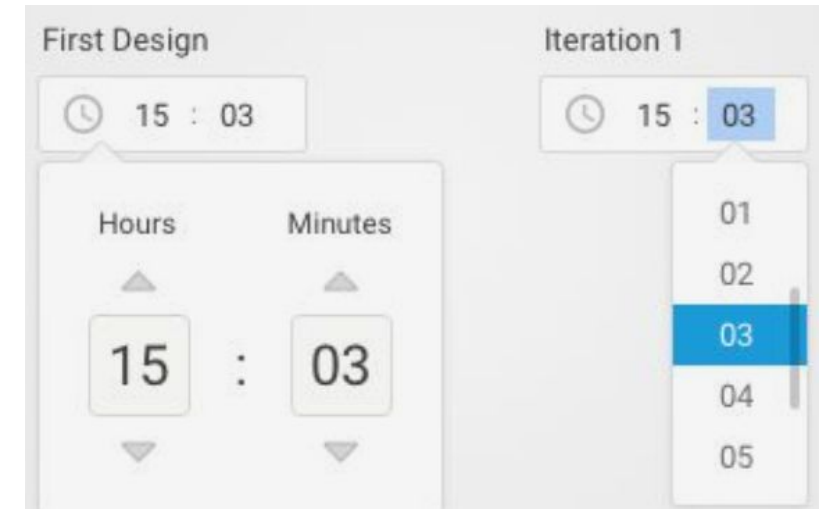 First Design
15 : 03
Hours Minutes
15 : 03
Iteration 1
15 : 03
01
02
03
04
05